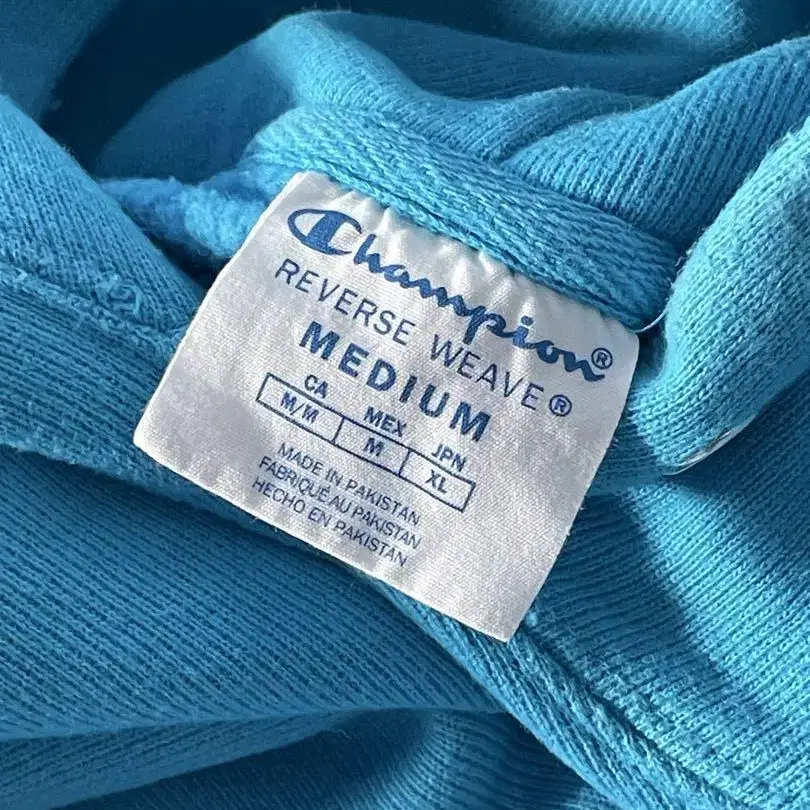 Champion®
REVERSE WEAVE®
MEDIUM
CA MEX JPN
M/M M XL
MADE IN PAKISTAN
FABRIQUÉ AU PAKISTAN
HECHO EN PAKISTAN